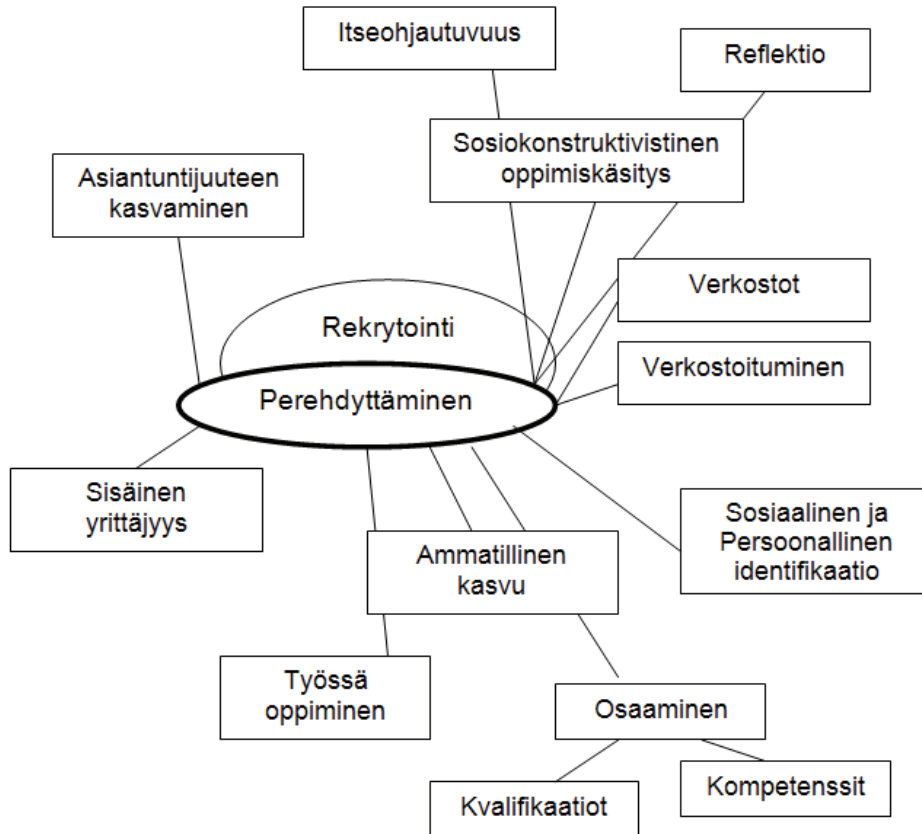 Itseohjautuvuus
Reflektio
Sosiokonstruktivistinen
oppimiskäsitys
Asiantuntijuuteen
kasvaminen
Verkostot
Rekrytointi
Verkostoituminen
Perehdyttäminen
Sisäinen
yrittäjyys
Sosiaalinen ja
Persoonallinen
identifikaatio
Ammatillinen
kasvu
Työssä
oppiminen
Osaaminen
Kompetenssit
Kvalifikaatiot